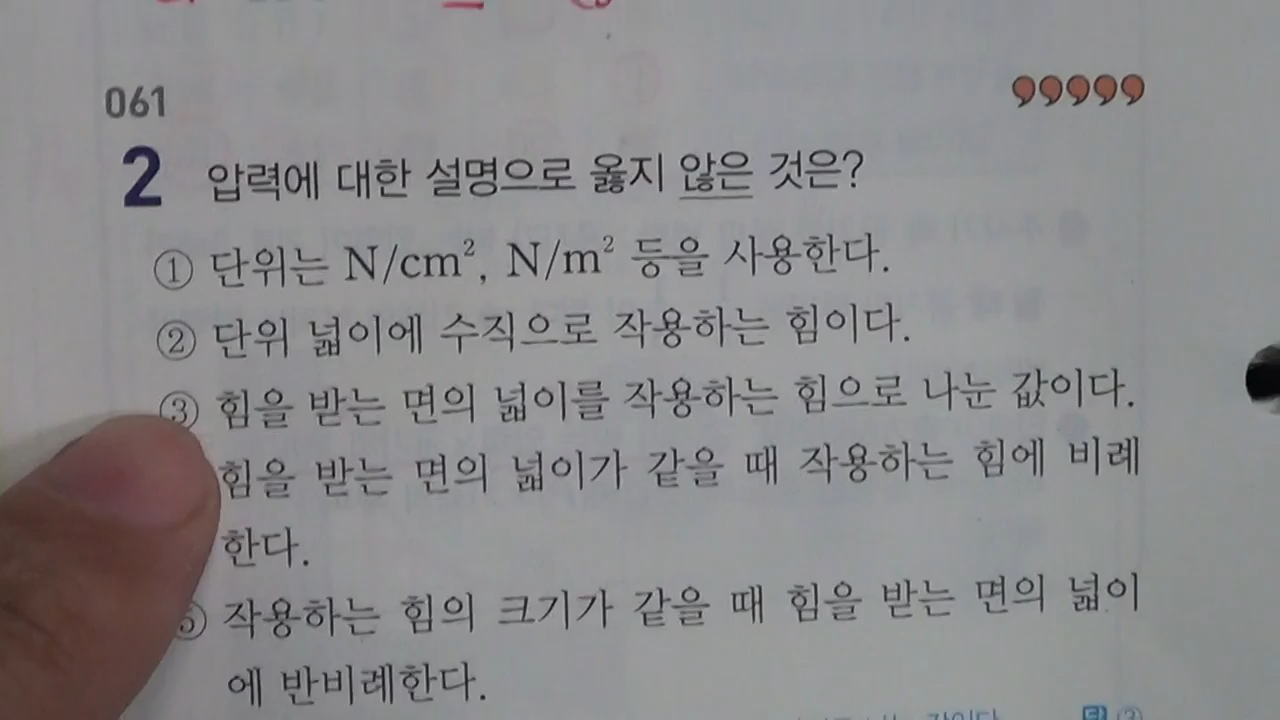 061
2 압력에 대한 설명으로 옳지 않은 것은?
① 단위는 N/cm², N/m² 등을 사용한다.
② 단위 넓이에 수직으로 작용하는 힘이다.
③ 힘을 받는 면의 넓이를 작용하는 힘으로 나눈 값이다.
힘을 받는 면의 넓이가 같을 때 작용하는 힘에 비례
한다.
⑤ 작용하는 힘의 크기가 같을 때 힘을 받는 면의 넓이
에 반비례한다.